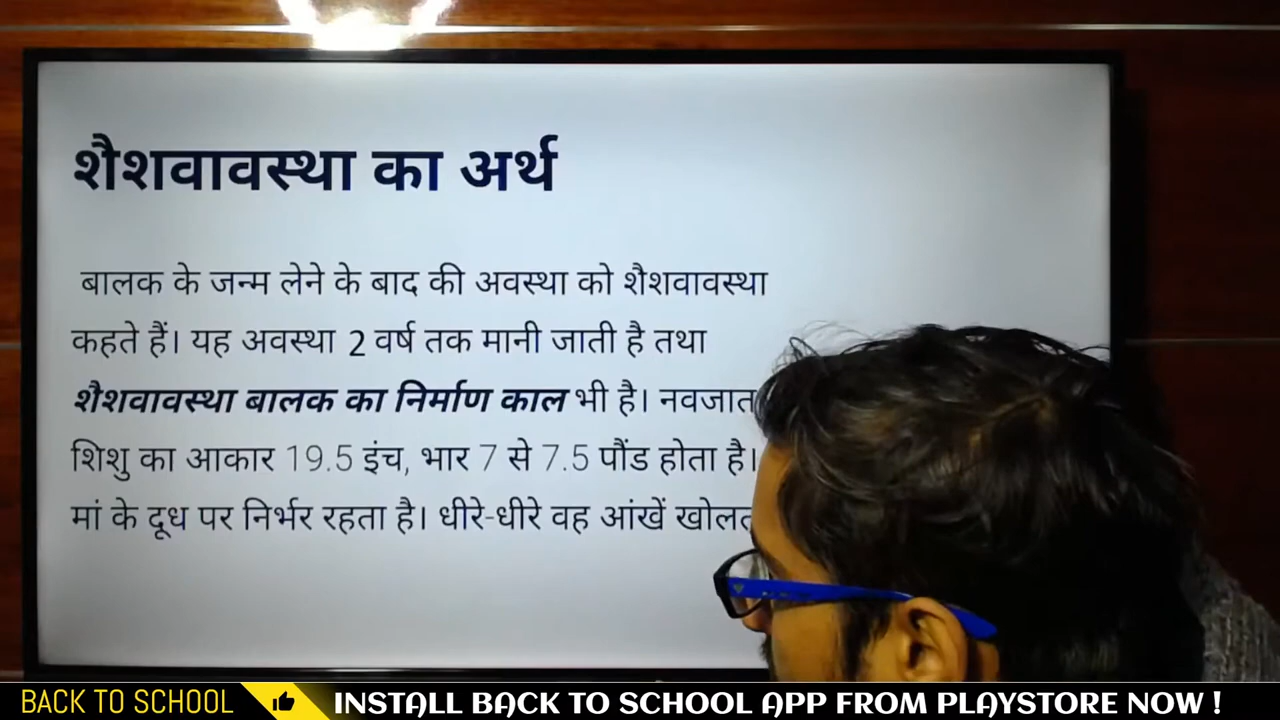 शैशवावस्था का अर्थ
बालक के जन्म लेने के बाद की अवस्था को शैशवावस्था
कहते हैं। यह अवस्था 2 वर्ष तक मानी जाती है तथा
शैशवावस्था बालक का निर्माण काल भी है। नवजात
शिशु का आकार 19.5 इंच, भार 7 से 7.5 पौंड होता है।
मां के दूध पर निर्भर रहता है। धीरे-धीरे वह आंखें
BACK TO SCHOOL
INSTALL BACK TO SCHOOL APP FROM PLAYSTORE NOW !